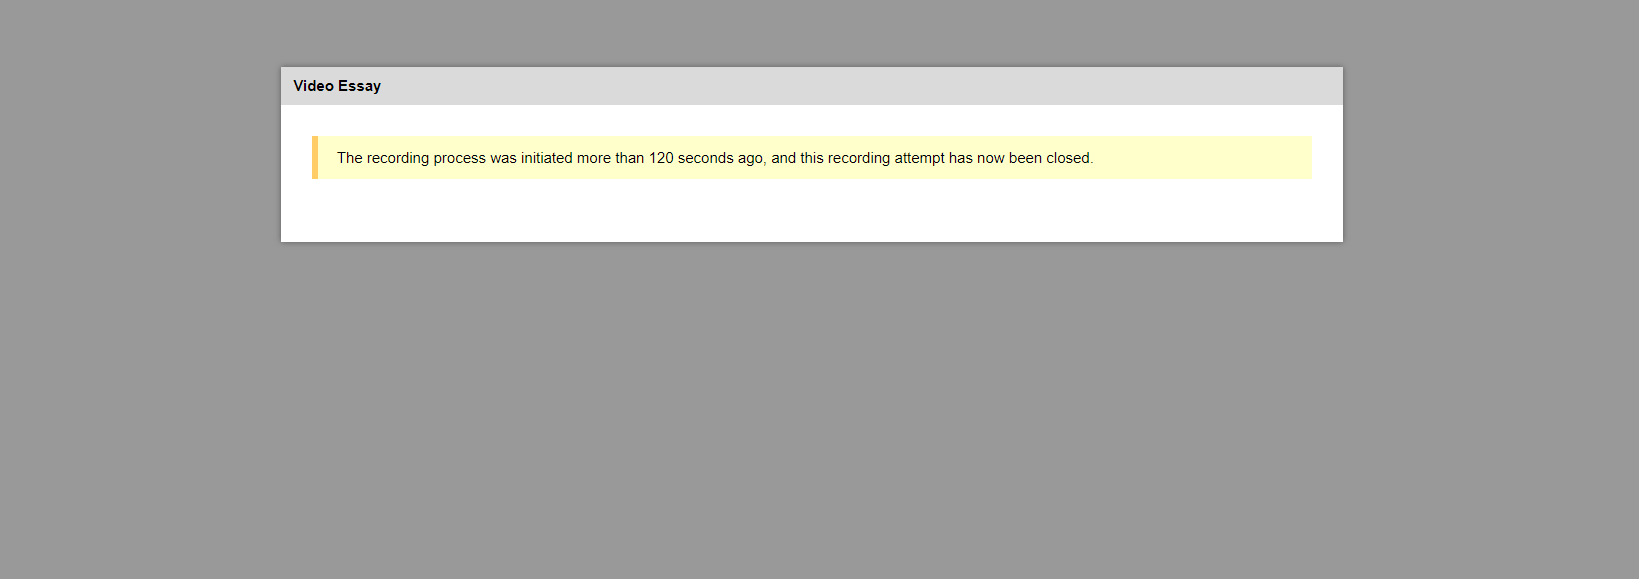 Video Essay
The recording process was initiated more than 120 seconds ago, and this recording attempt has now been closed.